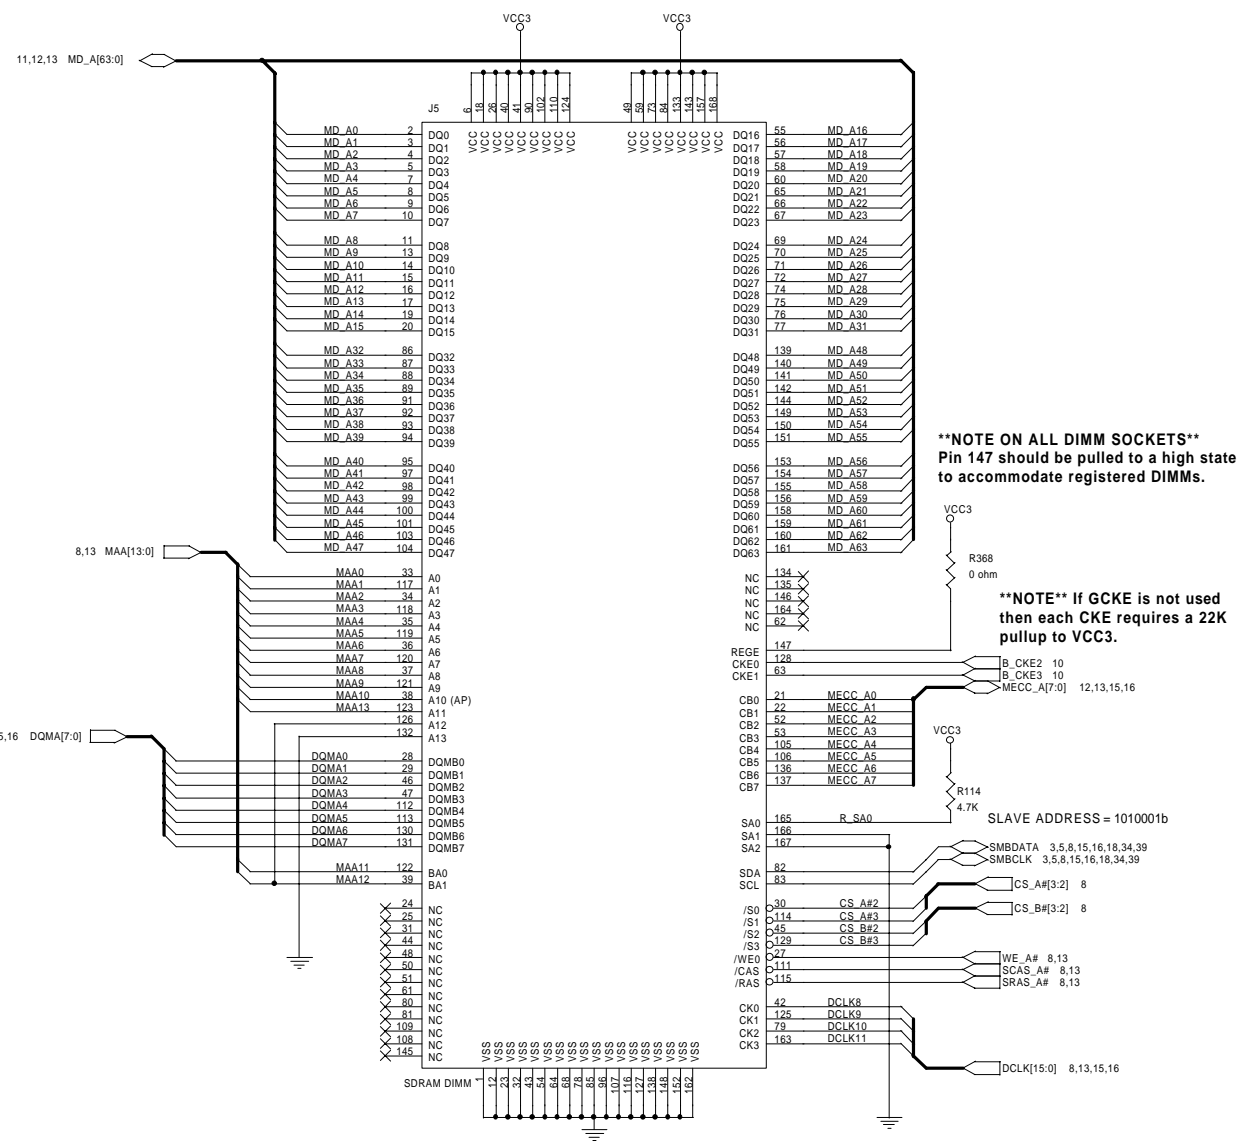 VCC3 VCC3
11,12,13 MD_A[63:0]
J5
6 18 26 40 41 90 102 110 124
49 59 73 84 133 143 157 168
VCC VCC VCC VCC VCC VCC VCC VCC VCC
VCC VCC VCC VCC VCC VCC VCC VCC
MD_A0 2 DQ0 DQ16 55 MD_A16
MD_A1 3 DQ1 DQ17 56 MD_A17
MD_A2 4 DQ2 DQ18 57 MD_A18
MD_A3 5 DQ3 DQ19 58 MD_A19
MD_A4 7 DQ4 DQ20 60 MD_A20
MD_A5 8 DQ5 DQ21 65 MD_A21
MD_A6 9 DQ6 DQ22 66 MD_A22
MD_A7 10 DQ7 DQ23 67 MD_A23
MD_A8 11 DQ8 DQ24 69 MD_A24
MD_A9 13 DQ9 DQ25 70 MD_A25
MD_A10 14 DQ10 DQ26 71 MD_A26
MD_A11 15 DQ11 DQ27 72 MD_A27
MD_A12 16 DQ12 DQ28 74 MD_A28
MD_A13 17 DQ13 DQ29 75 MD_A29
MD_A14 19 DQ14 DQ30 76 MD_A30
MD_A15 20 DQ15 DQ31 77 MD_A31
MD_A32 86 DQ32 DQ48 139 MD_A48
MD_A33 87 DQ33 DQ49 140 MD_A49
MD_A34 88 DQ34 DQ50 141 MD_A50
MD_A35 89 DQ35 DQ51 142 MD_A51
MD_A36 91 DQ36 DQ52 144 MD_A52
MD_A37 92 DQ37 DQ53 149 MD_A53
MD_A38 93 DQ38 DQ54 150 MD_A54
MD_A39 94 DQ39 DQ55 151 MD_A55
**NOTE ON ALL DIMM SOCKETS**
Pin 147 should be pulled to a high state
to accommodate registered DIMMs.
MD_A40 95 DQ40 DQ56 153 MD_A56
MD_A41 97 DQ41 DQ57 154 MD_A57
MD_A42 98 DQ42 DQ58 155 MD_A58
MD_A43 99 DQ43 DQ59 156 MD_A59
MD_A44 100 DQ44 DQ60 158 MD_A60
MD_A45 101 DQ45 DQ61 159 MD_A61
MD_A46 103 DQ46 DQ62 160 MD_A62
MD_A47 104 DQ47 DQ63 161 MD_A63
VCC3
R368
0 ohm
8,13 MAA[13:0]
MAA0 33 A0 NC 134
MAA1 117 A1 NC 135
MAA2 34 A2 NC 146
MAA3 118 A3 NC 164
MAA4 35 A4 NC 62
MAA5 119 A5
MAA6 36 A6 REGE 147
MAA7 120 A7 CKE0 128
MAA8 37 A8 CKE1 63
MAA9 121 A9
MAA10 38 A10 (AP)
MAA13 123 A11
126 A12
132 A13
**NOTE** If GCKE is not used
then each CKE requires a 22K
pullup to VCC3.
B_CKE2 10
B_CKE3 10
MECC_A[7:0] 12,13,15,16
CB0 21 MECC_A0
CB1 22 MECC_A1
CB2 52 MECC_A2
CB3 53 MECC_A3
CB4 105 MECC_A4
CB5 106 MECC_A5
CB6 136 MECC_A6
CB7 137 MECC_A7
VCC3
R114
4.7K
5,16 DQMA[7:0]
DQMA0 28 DQMB0
DQMA1 29 DQMB1
DQMA2 46 DQMB2
DQMA3 47 DQMB3
DQMA4 112 DQMB4
DQMA5 113 DQMB5
DQMA6 130 DQMB6
DQMA7 131 DQMB7
SA0 165 R_SA0 SLAVE ADDRESS = 1010001b
SA1 166
SA2 167
MAA11 122 BA0
MAA12 39 BA1
SDA 82 SMBDATA 3,5,8,15,16,18,34,39
SCL 83 SMBCLK 3,5,8,15,16,18,34,39
24 NC
25 NC
31 NC
44 NC
48 NC
50 NC
51 NC
61 NC
80 NC
81 NC
109 NC
108 NC
145 NC
/S0 30 CS_A#2 CS_A#[3:2] 8
/S1 114 CS_A#3
/S2 45 CS_B#2 CS_B#[3:2] 8
/S3 129 CS_B#3
/WE0 27 WE_A# 8,13
/CAS 111 SCAS_A# 8,13
/RAS 115 SRAS_A# 8,13
CK0 42 DCLK8
CK1 125 DCLK9
CK2 79 DCLK10
CK3 163 DCLK11
DCLK[15:0] 8,13,15,16
VSS VSS VSS VSS VSS VSS VSS VSS VSS VSS VSS VSS VSS VSS VSS VSS VSS VSS
SDRAM DIMM
1 12 23 32 43 54 64 68 78 85 96 107 116 127 138 148 152 162